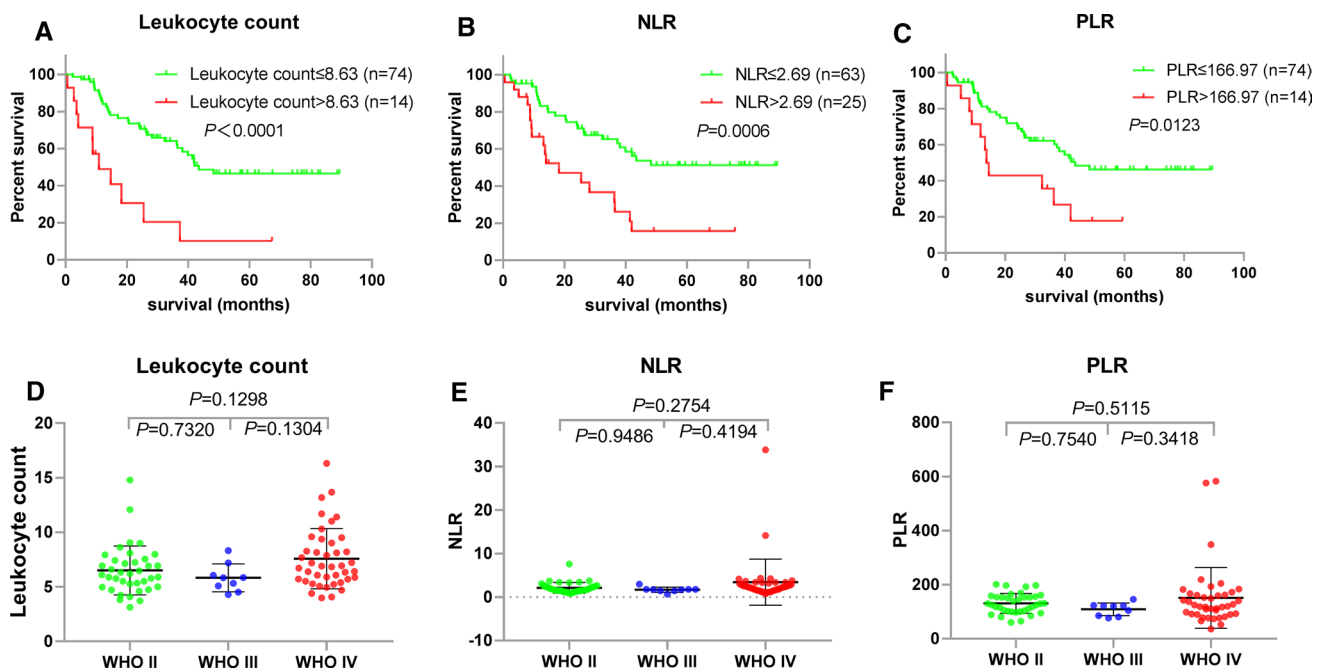 A
Leukocyte count
Percent survival
100
80
60
40
20
0
Leukocyte count≤8.63 (n=74)
Leukocyte count>8.63 (n=14)
P<0.0001
0 20 40 60 80 100
survival (months)
B
NLR
Percent survival
100
80
60
40
20
0
NLR≤2.69 (n=63)
NLR>2.69 (n=25)
P=0.0006
0 20 40 60 80 100
survival (months)
C
PLR
Percent survival
100
80
60
40
20
0
PLR≤166.97 (n=74)
PLR>166.97 (n=14)
P=0.0123
0 20 40 60 80 100
survival (months)
D
Leukocyte count
P=0.1298
P=0.7320 P=0.1304
Leukocyte count
20
15
10
5
0
WHO II WHO III WHO IV
E
NLR
P=0.2754
P=0.9486 P=0.4194
NLR
40
30
20
10
0
-10
WHO II WHO III WHO IV
F
PLR
P=0.5115
P=0.7540 P=0.3418
PLR
800
600
400
200
0
WHO II WHO III WHO IV